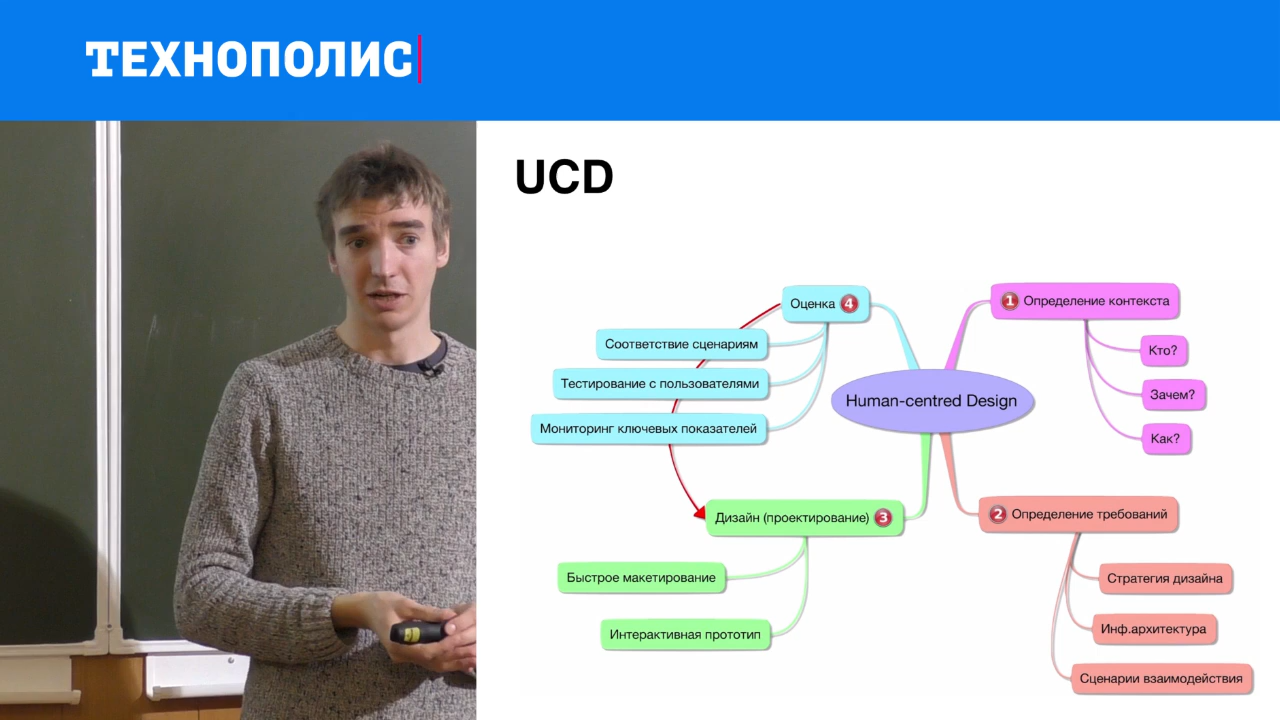 ТЕХНОПОЛИС
UCD
Human-centred Design
1 Определение контекста
Кто?
Зачем?
Как?
2 Определение требований
Стратегия дизайна
Инф.архитектура
Сценарии взаимодействия
Дизайн (проектирование) 3
Быстрое макетирование
Интерактивная прототип
Оценка 4
Соответствие сценариям
Тестирование с пользователями
Мониторинг ключевых показателей